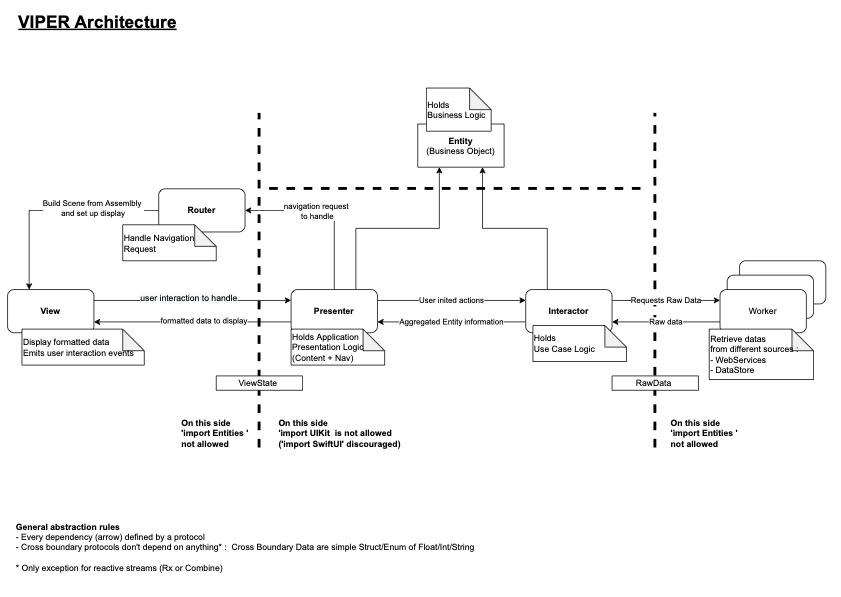 VIPER Architecture
Holds
Business Logic
Entity
(Business Object)
Build Scene from Assemlbly
and set up display
Router
navigation request
to handle
Handle Navigation
Request
View
user interaction to handle
formatted data to display
Presenter
User inited actions
Aggregated Entity information
Interactor
Requests Raw Data
Raw data
Worker
Display formatted data
Emits user interaction events
Holds Application
Presentation Logic
(Content + Nav)
Holds
Use Case Logic
Retrieve datas
from different sources :
- WebServices
- DataStore
ViewState
RawData
On this side
'import Entities '
not allowed
On this side
'import UIKit  is not allowed
('import SwiftUI' discouraged)
On this side
'import Entities '
not allowed
General abstraction rules
- Every dependency (arrow) defined by a protocol
- Cross boundary protocols don't depend on anything* :  Cross Boundary Data are simple Struct/Enum of Float/Int/String
* Only exception for reactive streams (Rx or Combine)